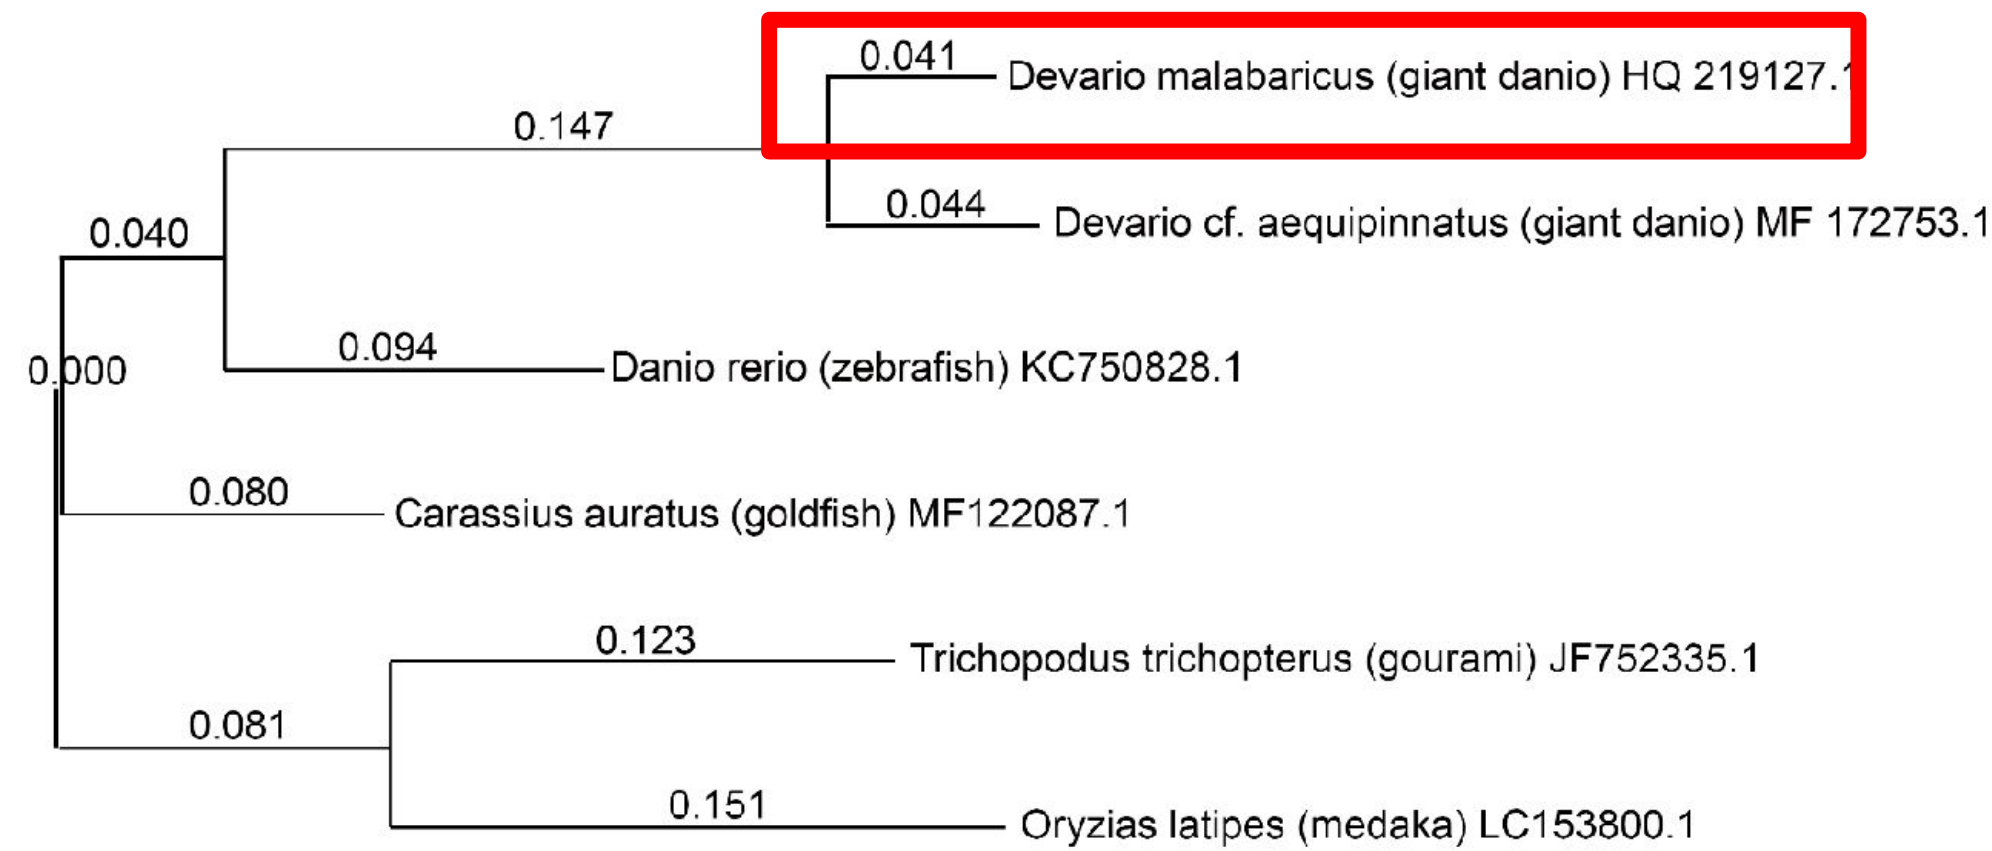 0.041
Devario malabaricus (giant danio) HQ 219127.1
0.147
0.044
Devario cf. aequipinnatus (giant danio) MF 172753.1
0.040
0.094
Danio rerio (zebrafish) KC750828.1
0.000
0.080
Carassius auratus (goldfish) MF122087.1
0.123
Trichopodus trichopterus (gourami) JF752335.1
0.081
0.151
Oryzias latipes (medaka) LC153800.1